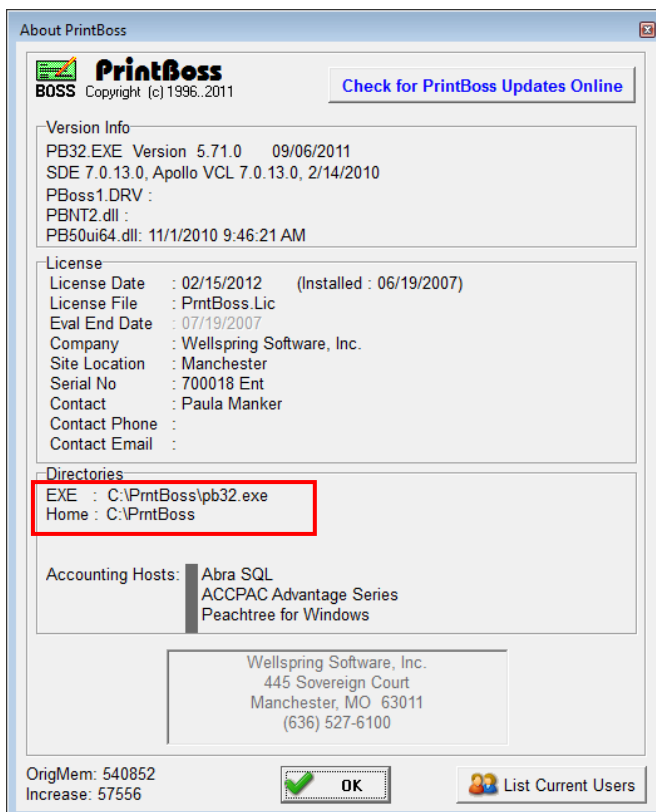 About PrintBoss
PrintBoss
BOSS Copyright (c) 1996..2011
Check for PrintBoss Updates Online
Version Info
PB32.EXE Version 5.71.0 09/06/2011
SDE 7.0.13.0, Apollo VCL 7.0.13.0, 2/14/2010
PBoss1.DRV :
PBNT2.dll :
PB50ui64.dll: 11/1/2010 9:46:21 AM
License
License Date : 02/15/2012 (Installed : 06/19/2007)
License File : PrntBoss.Lic
Eval End Date : 07/19/2007
Company : Wellspring Software, Inc.
Site Location : Manchester
Serial No : 700018 Ent
Contact : Paula Manker
Contact Phone :
Contact Email :
Directories
EXE : C:\PrntBoss\pb32.exe
Home : C:\PrntBoss
Accounting Hosts: Abra SQL
ACCPAC Advantage Series
Peachtree for Windows
Wellspring Software, Inc.
445 Sovereign Court
Manchester, MO 63011
(636) 527-6100
OrigMem: 540852
Increase: 57556
OK
List Current Users